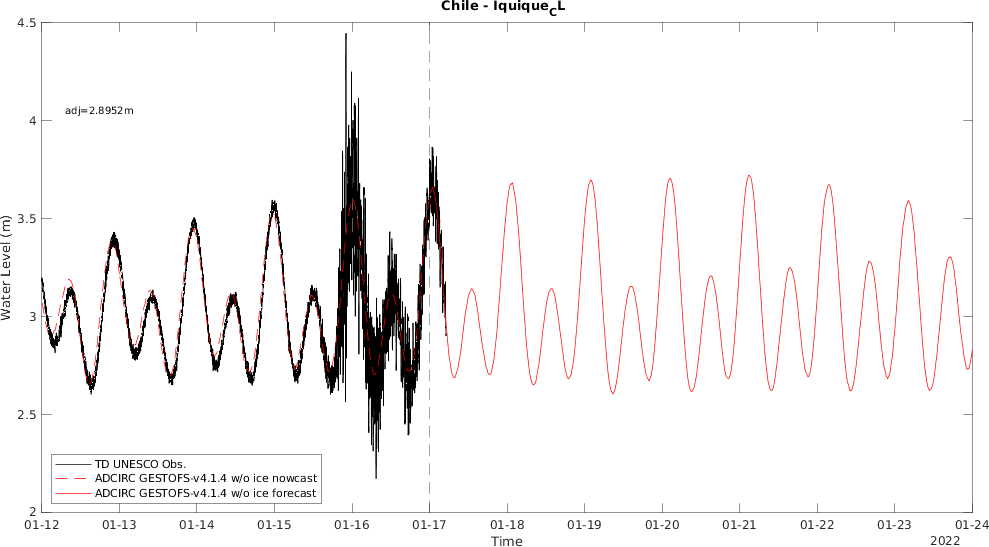 Chile - Iquique_CL
4.5
4
3.5
3
2.5
2
Water Level (m)
adj=2.8952m
TD UNESCO Obs.
ADCIRC GESTOFS-v4.1.4 w/o ice nowcast
ADCIRC GESTOFS-v4.1.4 w/o ice forecast
01-12 01-13 01-14 01-15 01-16 01-17 01-18 01-19 01-20 01-21 01-22 01-23 01-24
Time
2022